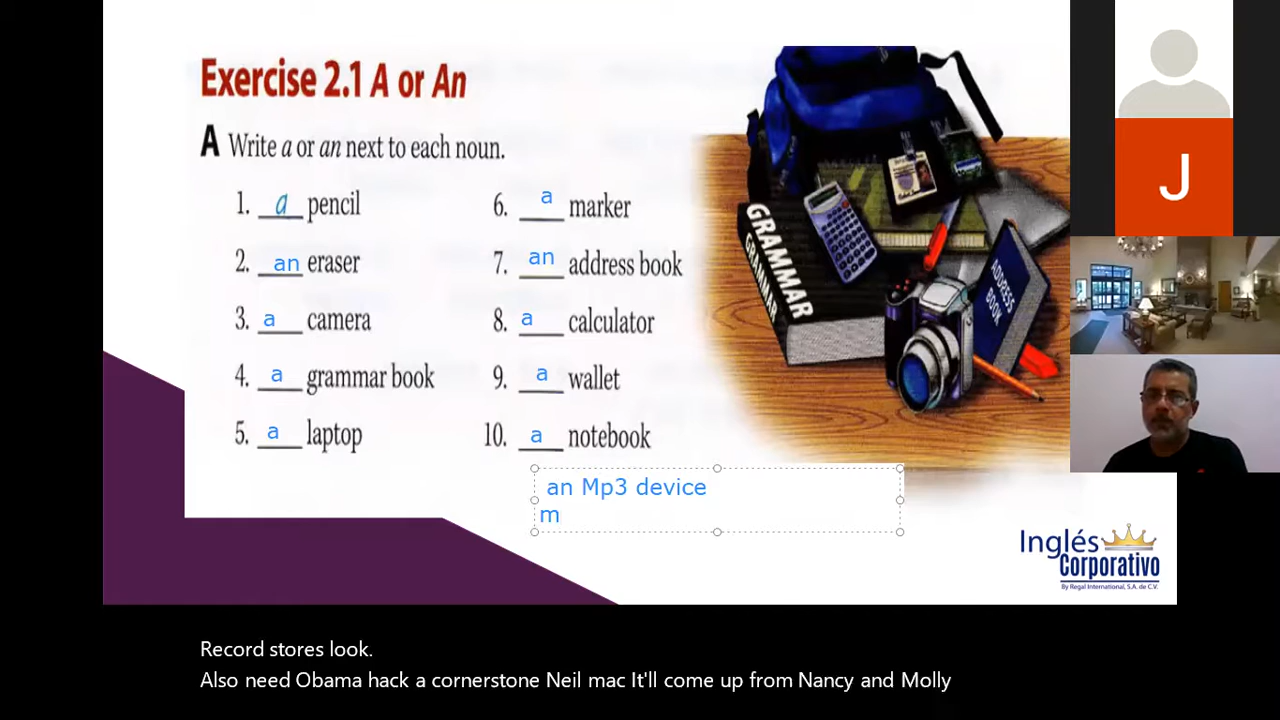 Exercise 2.1 A or An
A Write a or an next to each noun.
1. a pencil
2. an eraser
3. a camera
4. a grammar book
5. a laptop
6. a marker
7. an address book
8. a calculator
9. a wallet
10. a notebook
an Mp3 device
m
GRAMMAR
GRAMMAR
ADDRESS BOOK
J
Inglés
Corporativo
By Regal International, S.A. de C.V.
Record stores look.
Also need Obama hack a cornerstone Neil mac It'll come up from Nancy and Molly